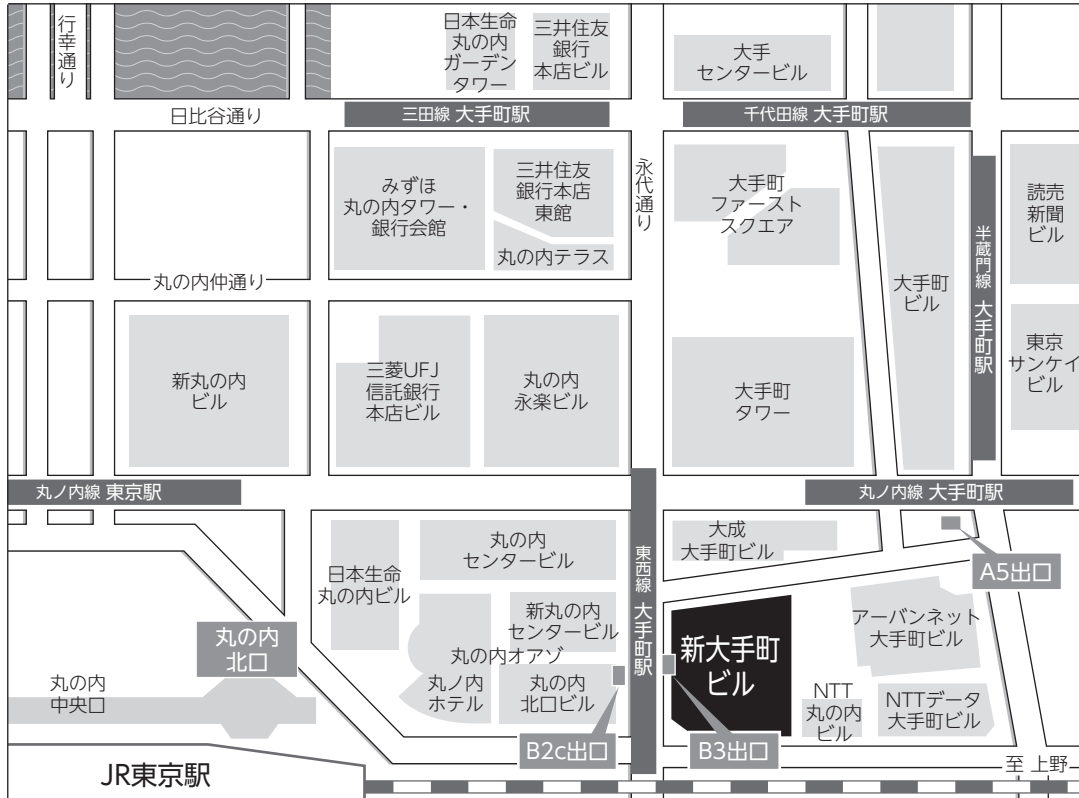 行幸通り
日本生命
丸の内
ガーデン
タワー
三井住友
銀行
本店ビル
大手
センタービル
日比谷通り
三田線 大手町駅
千代田線 大手町駅
みずほ
丸の内タワー・
銀行会館
三井住友
銀行本店
東館
丸の内テラス
永代通り
大手町
ファースト
スクエア
大手町
ビル
半蔵門線 大手町駅
読売
新聞
ビル
丸の内仲通り
新丸の内
ビル
三菱UFJ
信託銀行
本店ビル
丸の内
永楽ビル
大手町
タワー
東京
サンケイ
ビル
丸ノ内線 東京駅
丸ノ内線 大手町駅
日本生命
丸の内ビル
丸の内
センタービル
新丸の内
センタービル
丸の内オアゾ
丸ノ内
ホテル
丸の内
北口ビル
東西線 大手町駅
大成
大手町ビル
A5出口
アーバンネット
大手町ビル
新大手町
ビル
NTT
丸の内
ビル
NTTデータ
大手町ビル
丸の内
北口
丸の内
中央口
B2c出口
B3出口
至 上野
JR東京駅